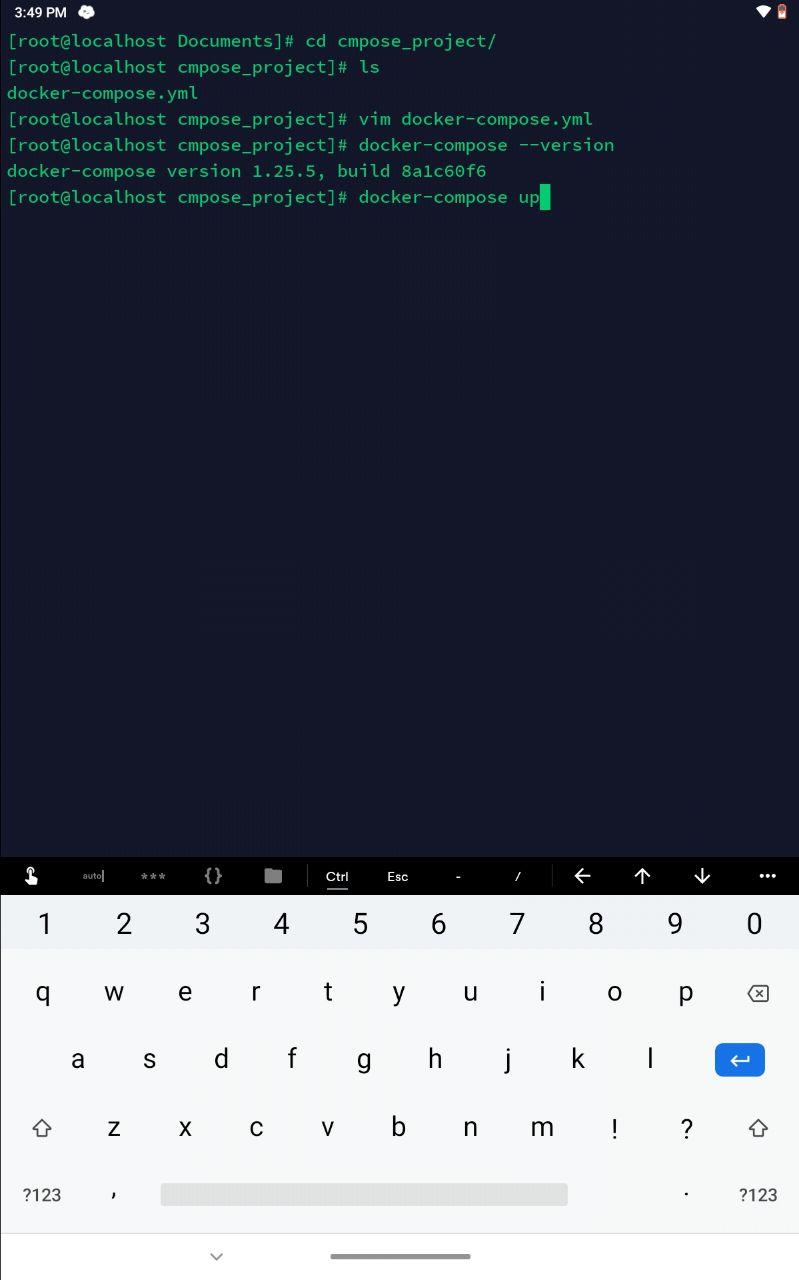 3:49 PM
[root@localhost Documents]# cd cmpose_project/
[root@localhost cmpose_project]# ls
docker-compose.yml
[root@localhost cmpose_project]# vim docker-compose.yml
[root@localhost cmpose_project]# docker-compose --version
docker-compose version 1.25.5, build 8a1c60f6
[root@localhost cmpose_project]# docker-compose up
auto *** {} Ctrl Esc - / ← ↑ ↓ •••
1 2 3 4 5 6 7 8 9 0
q w e r t y u i o p
a s d f g h j k l
z x c v b n m ! ?
?123 , . ?123